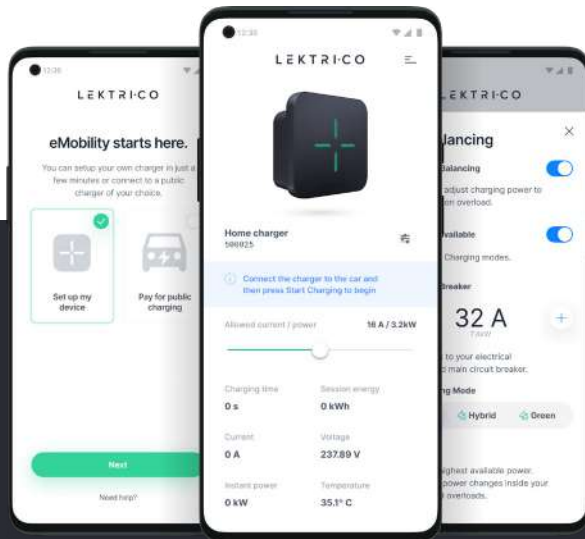 12:30
LEKTRI·CO
eMobility starts here.
You can setup your own charger in just a
few minutes or connect to a public
charger of your choice.
Set up my
device
Pay for public
charging
Next
Need help?
12:30
LEKTRI·CO
Home charger
500025
Connect the charger to the car and
then press Start Charging to begin
Allowed current / power 16 A / 3.2kW
Charging time Session energy
0 s 0 kWh
Current Voltage
0 A 237.89 V
Instant power Temperature
0 kW 35.1° C
LEKTRI·CO
lancing
alancing
adjust charging power to
on overload.
vailable
Charging modes.
Breaker
32 A
to your electrical
d main circuit breaker.
ng Mode
Hybrid Green
highest available power.
power changes inside your
overloads.